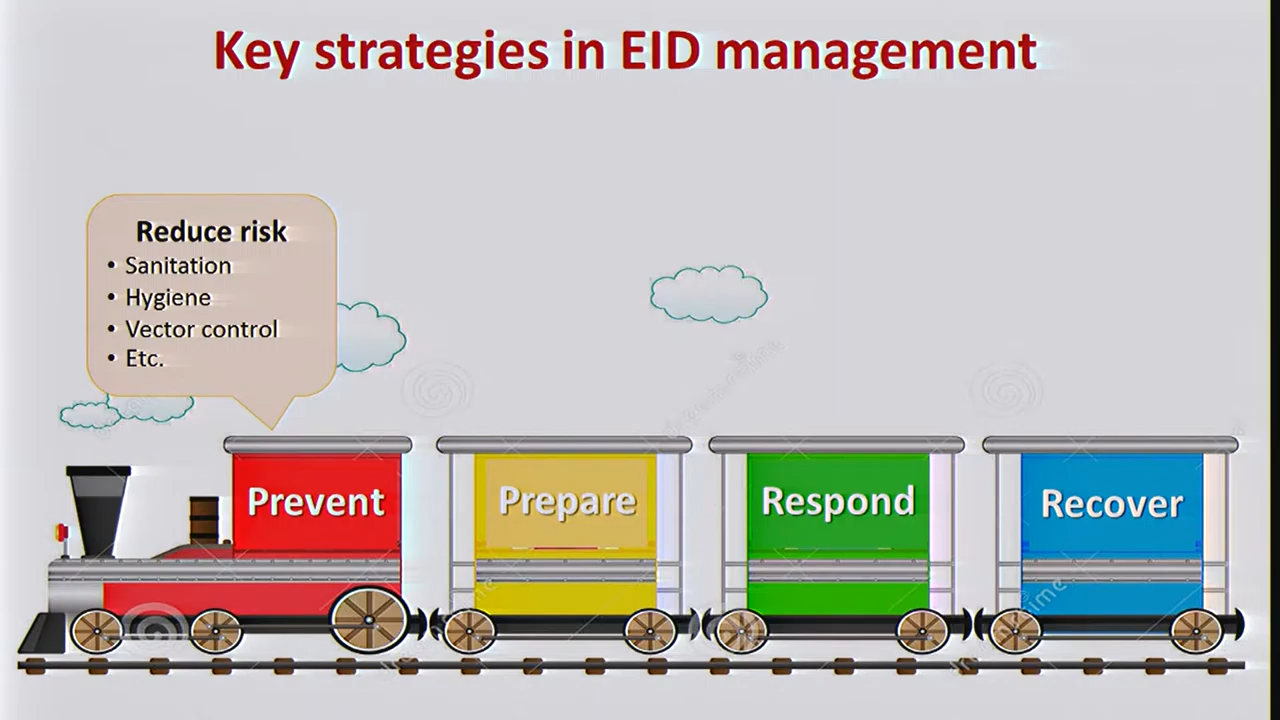 Key strategies in EID management
Reduce risk
• Sanitation
• Hygiene
• Vector control
• Etc.
Prevent
Prepare
Respond
Recover